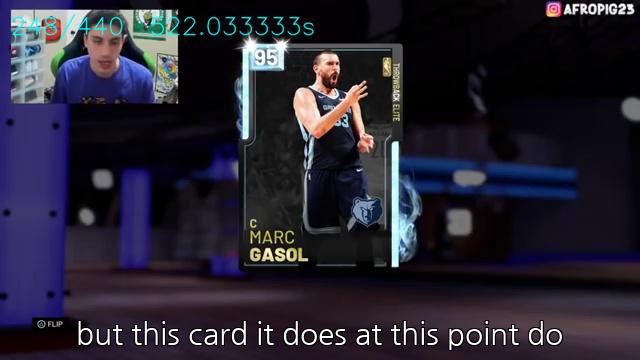 248/440, -522.033333s
AFROPIG23
95
THROWBACK ELITE
33
C
MARC
GASOL
FLIP
but this card it does at this point do